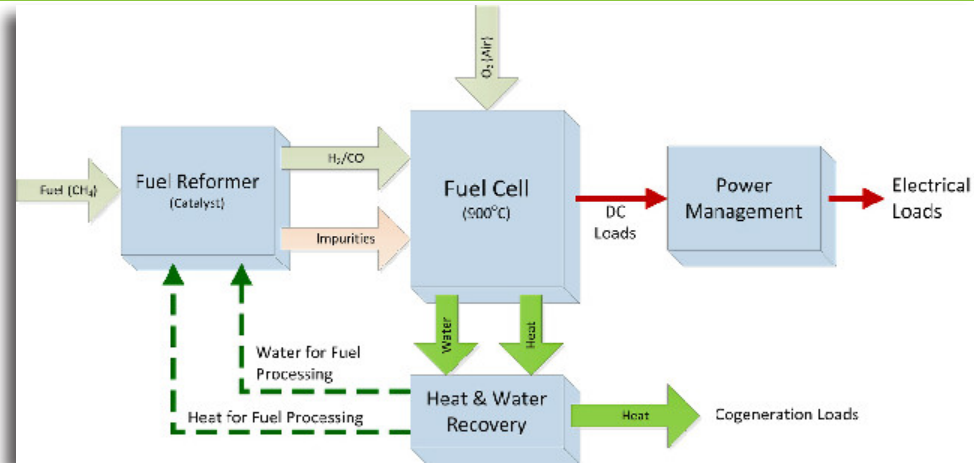 O₂ (Air)
Fuel (CH₄)
Fuel Reformer
(Catalyst)
H₂/CO
Impurities
Fuel Cell
(900°C)
DC
Loads
Power
Management
Electrical
Loads
Water
Heat
Water for Fuel
Processing
Heat for Fuel Processing
Heat & Water
Recovery
Heat
Cogeneration Loads